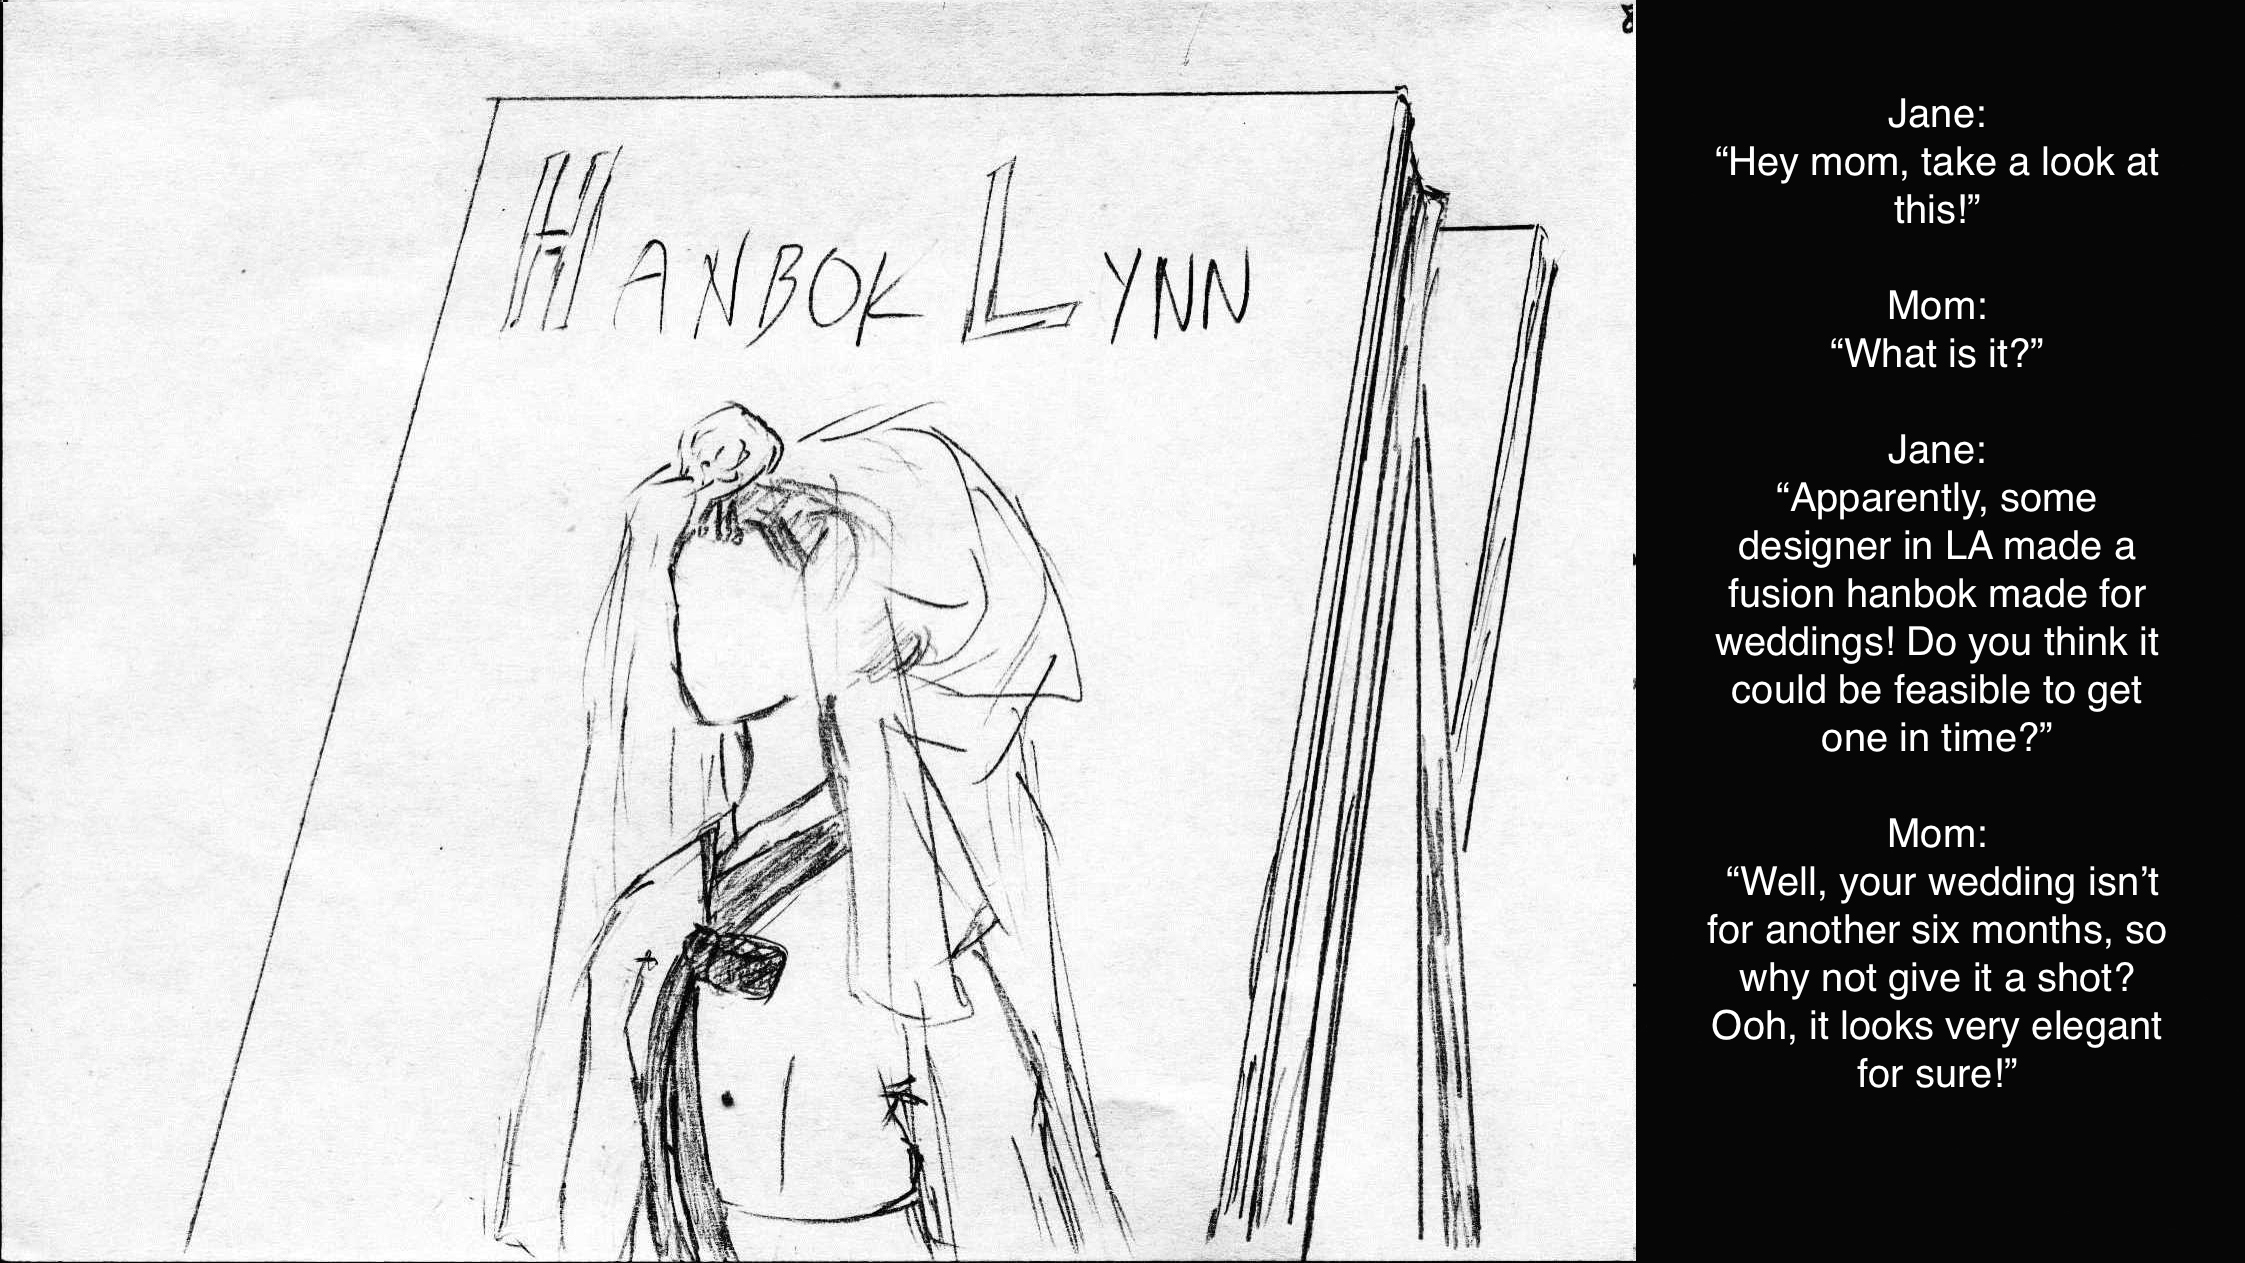 HANBOK LYNN
Jane:
“Hey mom, take a look at
this!”
Mom:
“What is it?”
Jane:
“Apparently, some
designer in LA made a
fusion hanbok made for
weddings! Do you think it
could be feasible to get
one in time?”
Mom:
“Well, your wedding isn’t
for another six months, so
why not give it a shot?
Ooh, it looks very elegant
for sure!”